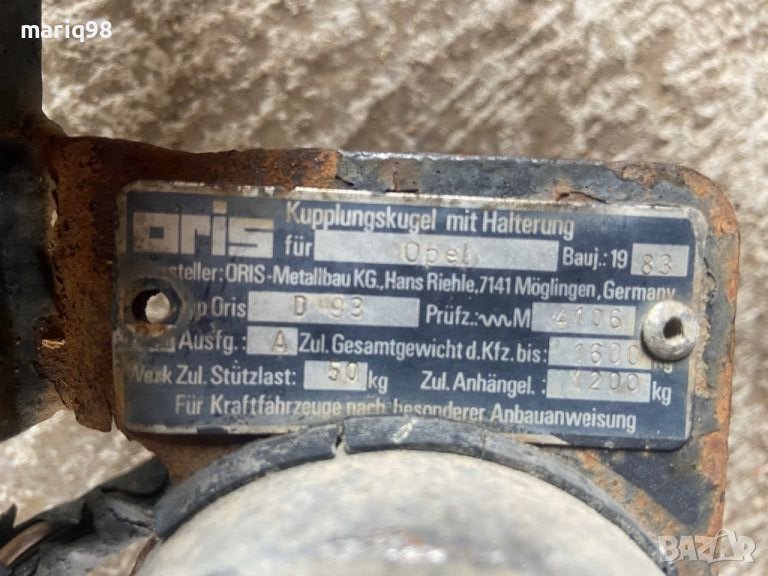 mariq98
oris Kupplungskugel mit Halterung
für Opel Bauj.: 19 83
steller: ORIS-Metallbau KG., Hans Riehle, 7141 Möglingen, Germany
p Oris D 93 Prüfz.: M 4106
Ausfg.: A Zul. Gesamtgewicht d. Kfz. bis: 1600 kg
Werk Zul. Stützlast: 50 kg Zul. Anhängel.: 1200 kg
Für Kraftfahrzeuge nach besonderer Anbauanweisung
BAZAR